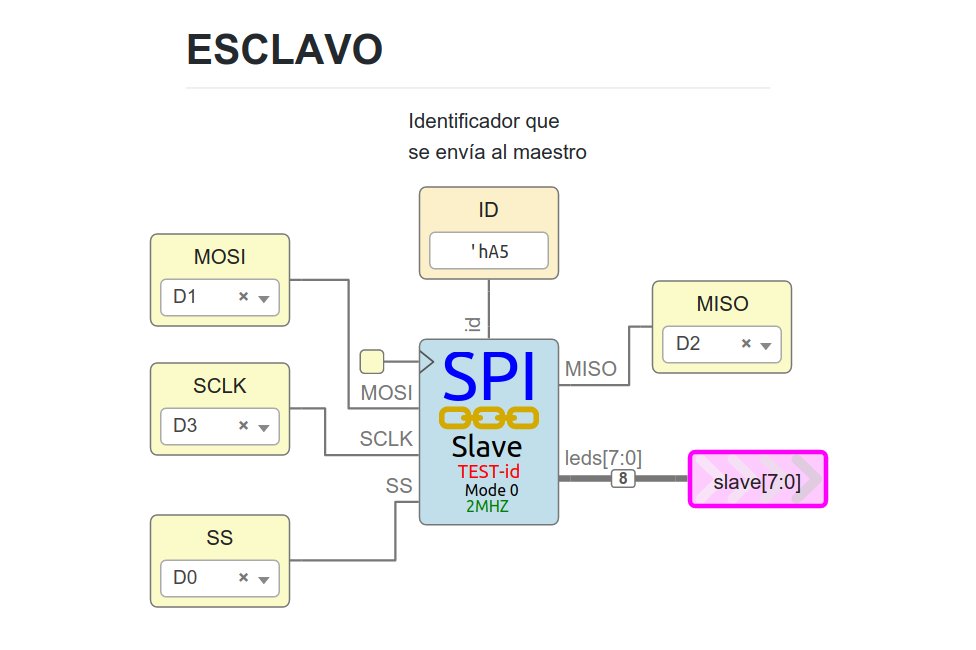 ESCLAVO
Identificador que
se envía al maestro
ID
'hA5
MOSI
D1 ×
MISO
D2 ×
id
SPI
MOSI
MISO
SCLK
D3 ×
SCLK
Slave
TEST-id
Mode 0
2MHZ
SS
leds[7:0]
8
slave[7:0]
SS
D0 ×